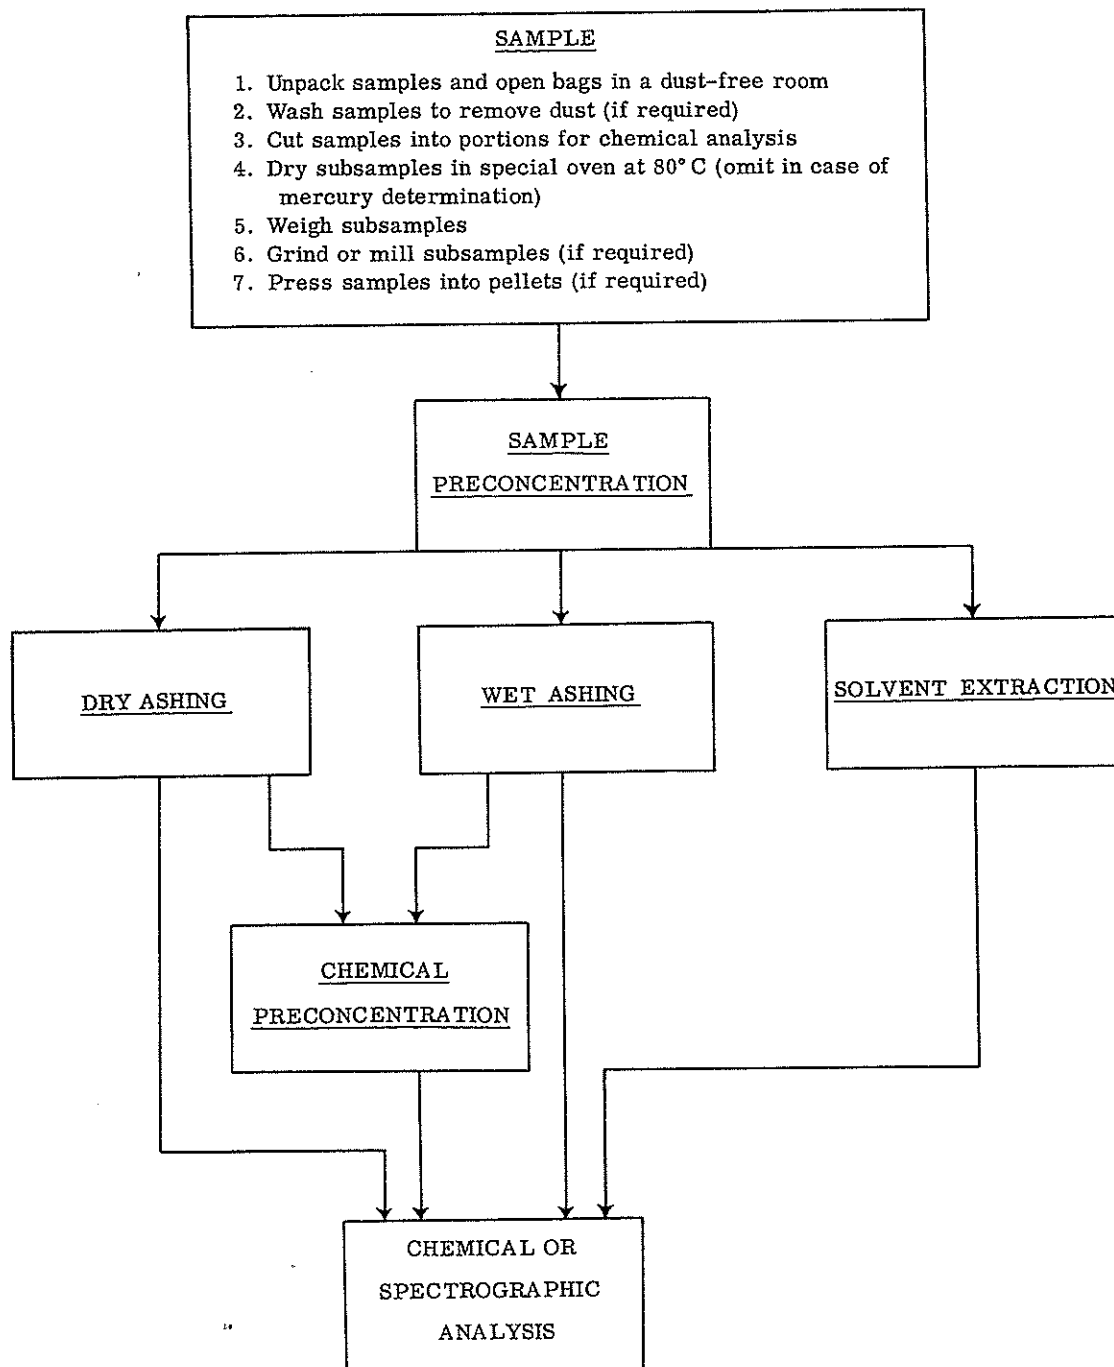 SAMPLE
1. Unpack samples and open bags in a dust-free room
2. Wash samples to remove dust (if required)
3. Cut samples into portions for chemical analysis
4. Dry subsamples in special oven at 80° C (omit in case of
mercury determination)
5. Weigh subsamples
6. Grind or mill subsamples (if required)
7. Press samples into pellets (if required)
SAMPLE
PRECONCENTRATION
DRY ASHING
WET ASHING
SOLVENT EXTRACTION
CHEMICAL
PRECONCENTRATION
CHEMICAL OR
SPECTROGRAPHIC
ANALYSIS